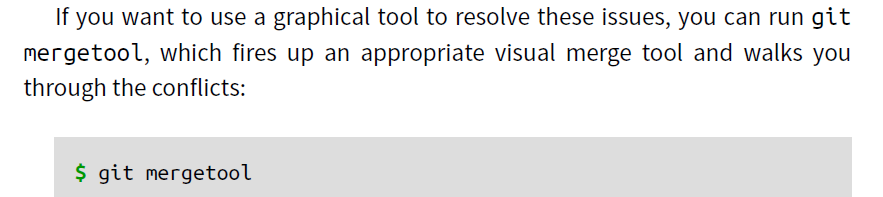 If you want to use a graphical tool to resolve these issues, you can run git
mergetool, which fires up an appropriate visual merge tool and walks you
through the conflicts:
$ git mergetool